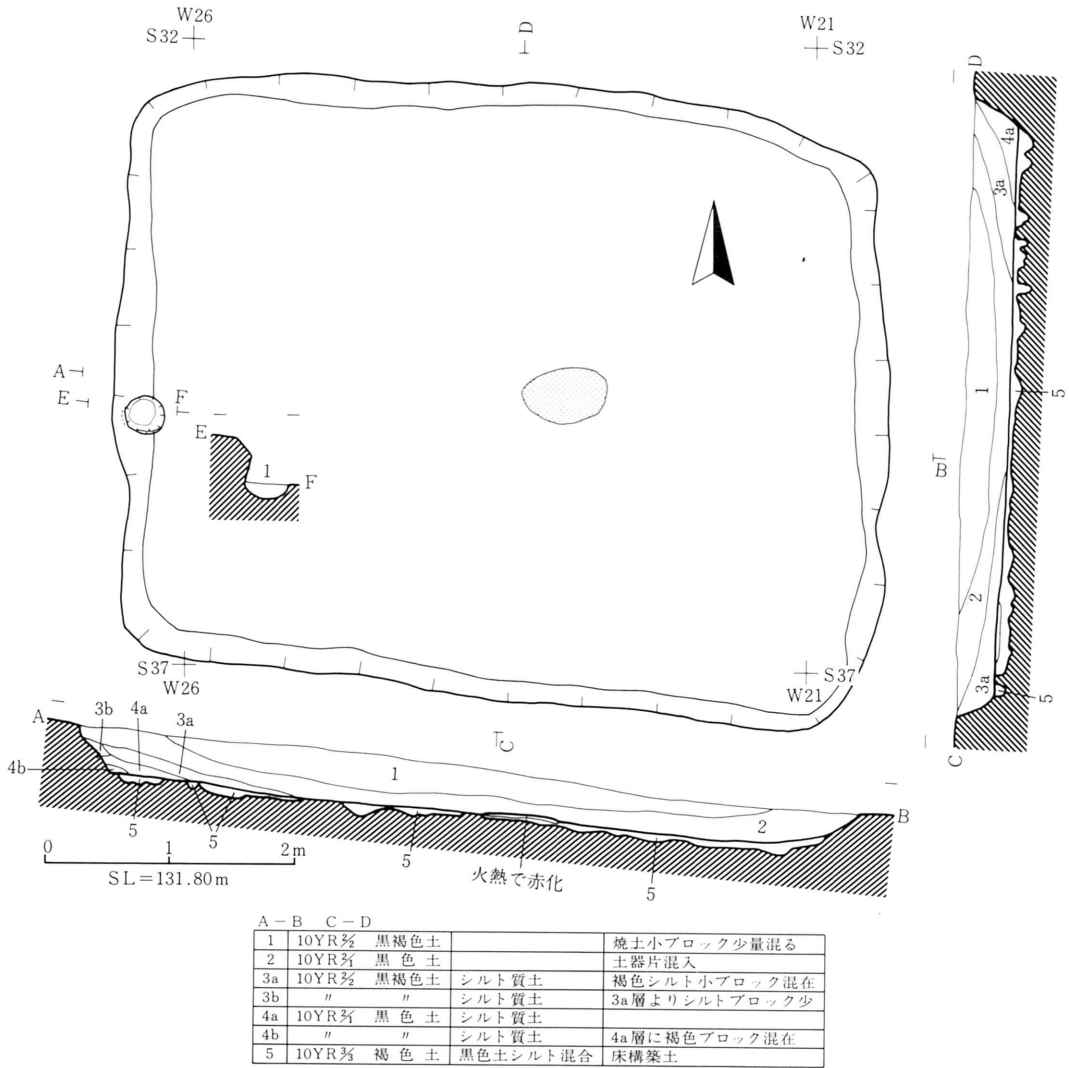 W26
S32
D
W21
S32
D
4a
3a
A
E
F
E
1
F
1
5
B
2
S37
W26
S37
W21
3a
5
C
A
3b
4a
3a
C
4b
1
2
B
5
5
5
5
火熱で赤化
0 1 2m
SL=131.80m
A-B C-D
1 10YR2/2 黒褐色土 焼土小ブロック少量混る
2 10YR2/1 黒色土 土器片混入
3a 10YR2/2 黒褐色土 シルト質土 褐色シルト小ブロック混在
3b 〃 〃 シルト質土 3a層よりシルトブロック少
4a 10YR2/1 黒色土 シルト質土
4b 〃 〃 シルト質土 4a層に褐色ブロック混在
5 10YR3/3 褐色土 黒色土シルト混合 床構築土